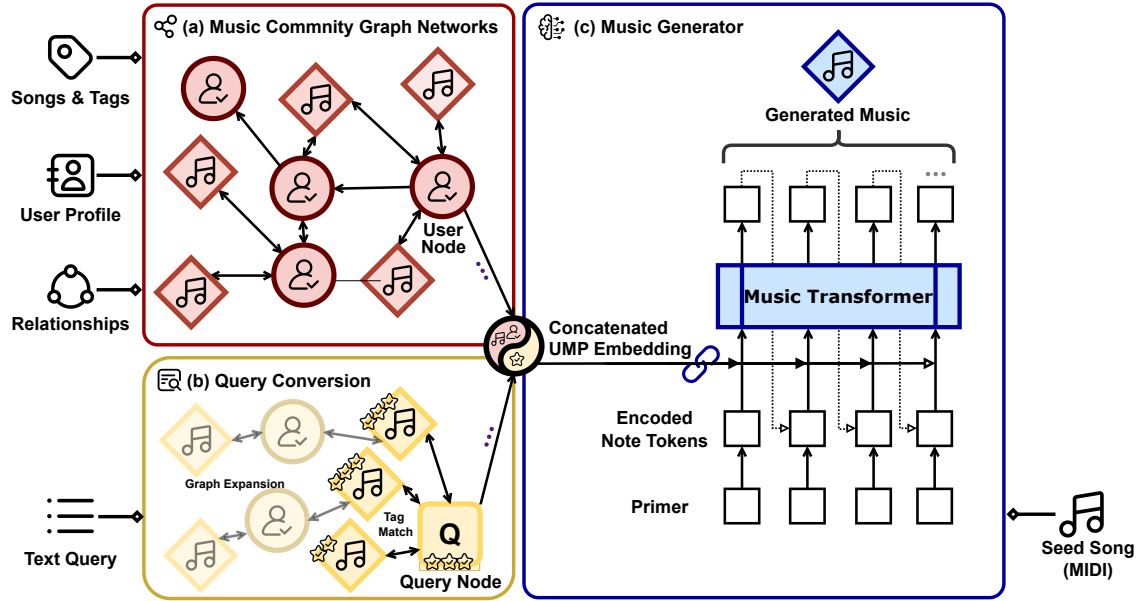 Songs & Tags
User Profile
Relationships
Text Query
(a) Music Commnity Graph Networks
User
Node
(b) Query Conversion
Graph Expansion
Tag
Match
Q
Query Node
Concatenated
UMP Embedding
(c) Music Generator
Generated Music
...
Music Transformer
Encoded
Note Tokens
Primer
Seed Song
(MIDI)